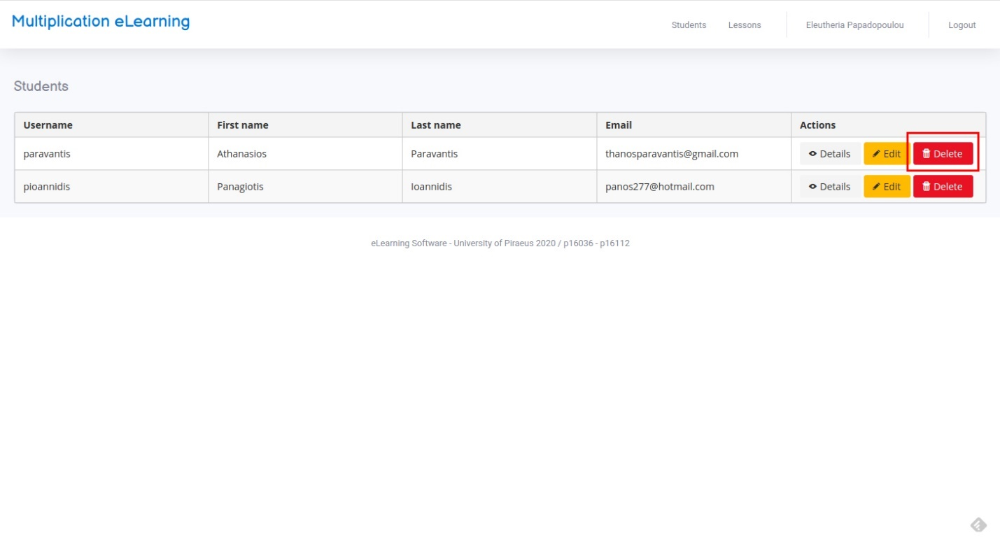 Multiplication eLearning
Students Lessons Eleutheria Papadopoulou Logout
Students
Username First name Last name Email Actions
paravantis Athanasios Paravantis thanosparavantis@gmail.com Details Edit Delete
pioannidis Panagiotis Ioannidis panos277@hotmail.com Details Edit Delete
eLearning Software - University of Piraeus 2020 / p16036 - p16112